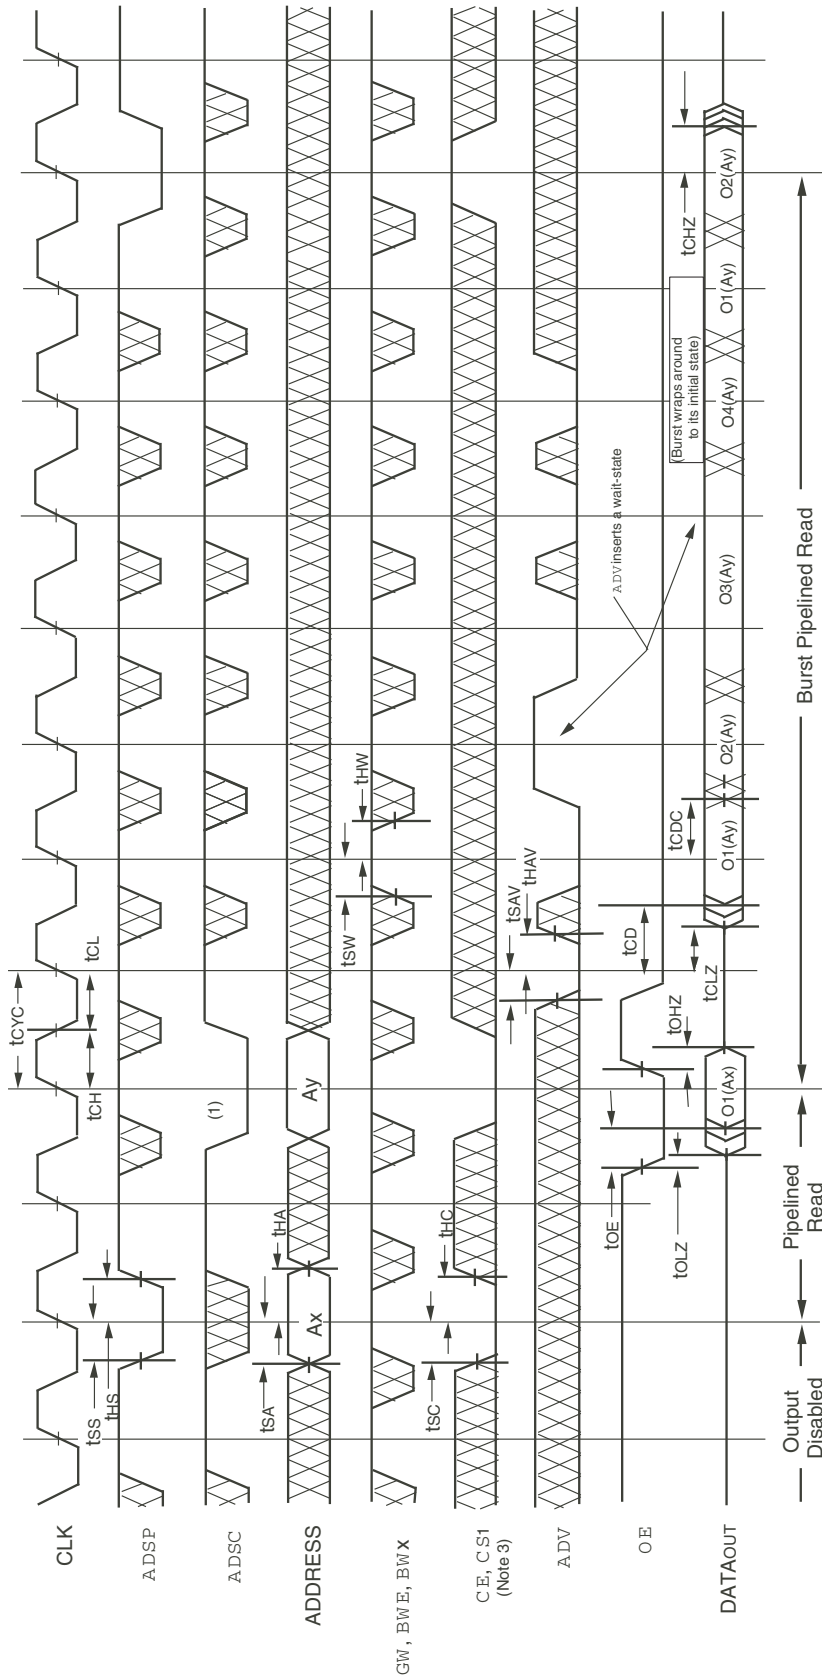 CLK
tCYC
tCH
tCL
ADSP
tSS
tHS
ADSC
(1)
ADDRESS
tSA
tHA
Ax
Ay
GW, BWE, BWx
tSW
tHW
CE, CS1
(Note 3)
tSC
tHC
ADV
tSAV
tHAV
ADV inserts a wait-state
OE
tOE
tOLZ
tOHZ
tCD
tCLZ
tCDC
tCHZ
(Burst wraps around
to its initial state)
DATAOUT
O1(Ax)
O1(Ay)
O2(Ay)
O3(Ay)
O4(Ay)
O1(Ay)
O2(Ay)
Output
Disabled
Pipelined
Read
Burst Pipelined Read